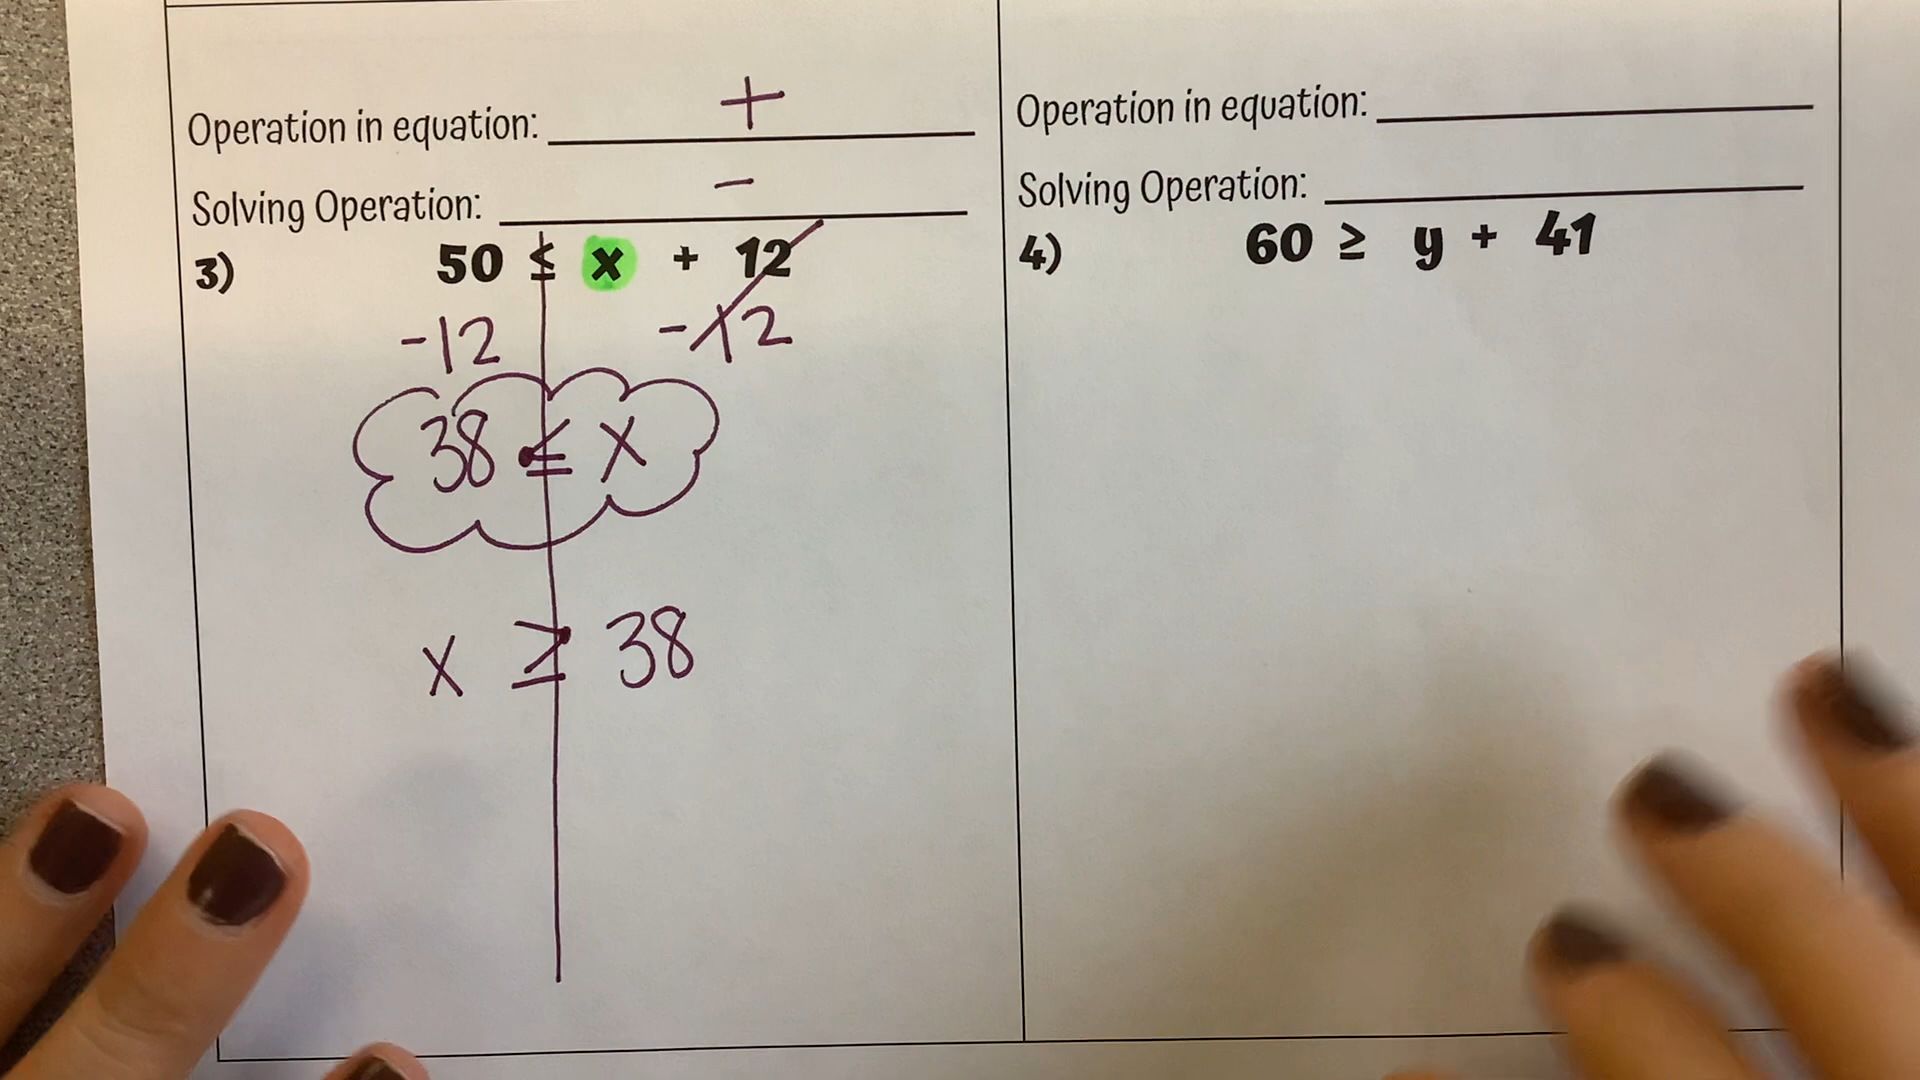 Operation in equation: +
Solving Operation: -
3) 50 ≤ x + 12
-12 -12
38 ≤ x
x ≥ 38
Operation in equation:
Solving Operation:
4) 60 ≥ y + 41